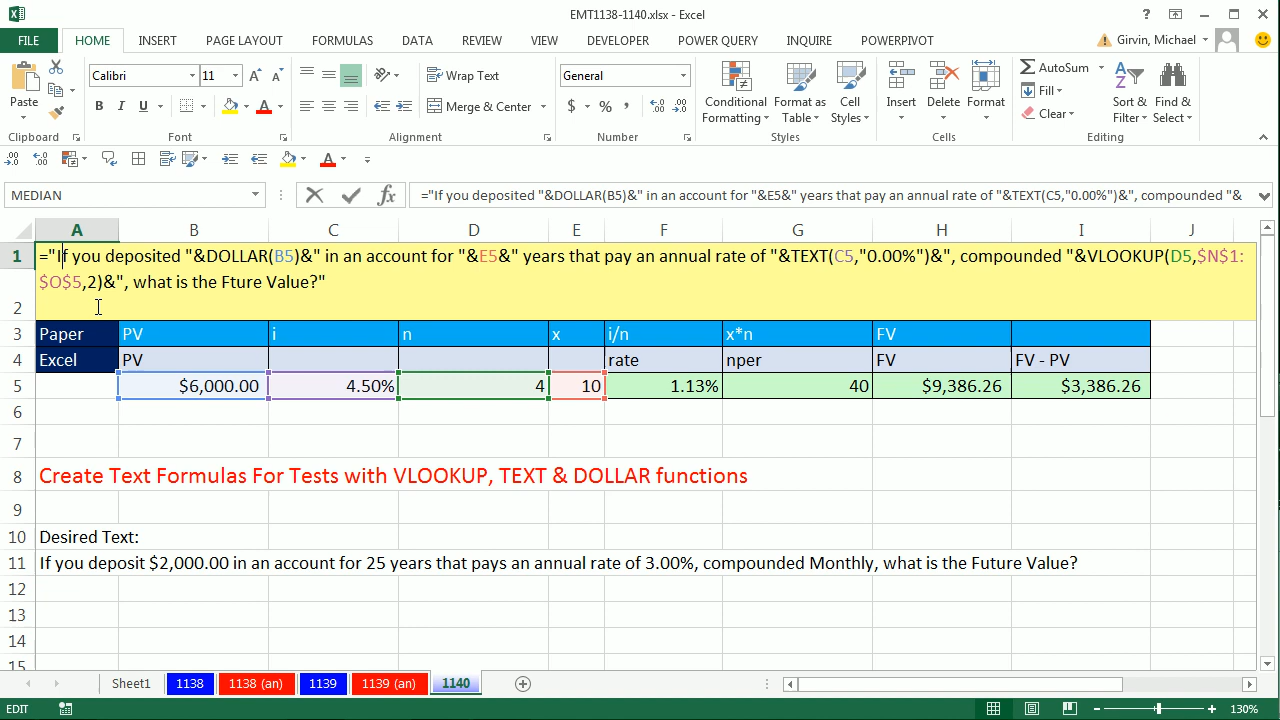 EMT1138-1140.xlsx - Excel
FILE HOME INSERT PAGE LAYOUT FORMULAS DATA REVIEW VIEW DEVELOPER POWER QUERY INQUIRE POWERPIVOT Girvin, Michael
Paste
Calibri 11
B I U
Wrap Text
Merge & Center
General
$ % ,
Conditional Formatting
Format as Table
Cell Styles
Insert Delete Format
AutoSum
Fill
Clear
Sort & Filter
Find & Select
Clipboard Font Alignment Number Styles Cells Editing
MEDIAN fx ="If you deposited "&DOLLAR(B5)&" in an account for "&E5&" years that pay an annual rate of "&TEXT(C5,"0.00%")&", compounded "&
A B C D E F G H I J
1 ="If you deposited "&DOLLAR(B5)&" in an account for "&E5&" years that pay an annual rate of "&TEXT(C5,"0.00%")&", compounded "&VLOOKUP(D5,$N$1:
$O$5,2)&", what is the Fture Value?"
2
3 Paper PV i n x i/n x*n FV
4 Excel PV rate nper FV FV - PV
5 $6,000.00 4.50% 4 10 1.13% 40 $9,386.26 $3,386.26
6
7
8 Create Text Formulas For Tests with VLOOKUP, TEXT & DOLLAR functions
9
10 Desired Text:
11 If you deposit $2,000.00 in an account for 25 years that pays an annual rate of 3.00%, compounded Monthly, what is the Future Value?
12
13
14
15
Sheet1 1138 1138 (an) 1139 1139 (an) 1140
EDIT 130%